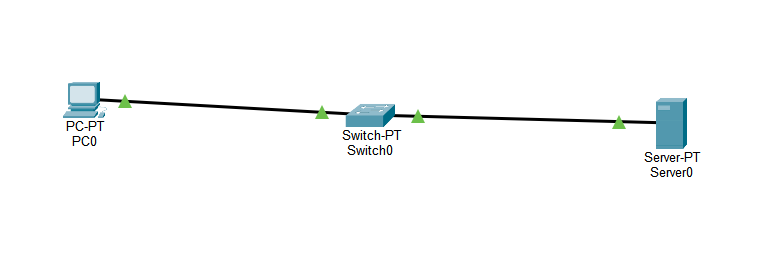 PC-PT
PC0
Switch-PT
Switch0
Server-PT
Server0